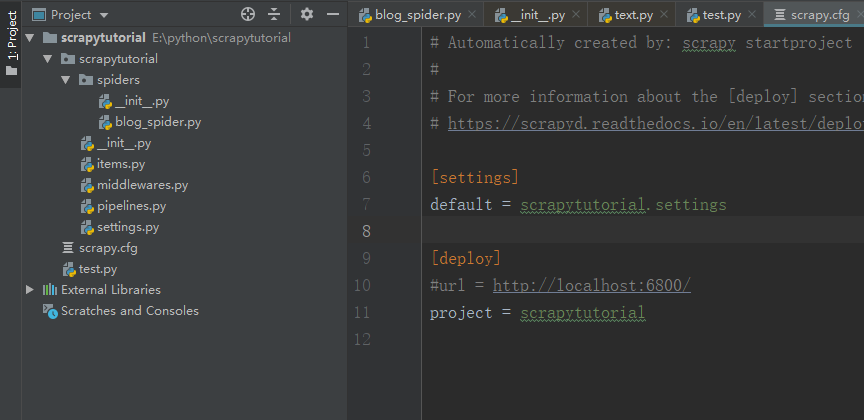 1: Project
Project
scrapytutorial E:\python\scrapytutorial
scrapytutorial
spiders
__init__.py
blog_spider.py
__init__.py
items.py
middlewares.py
pipelines.py
settings.py
scrapy.cfg
test.py
External Libraries
Scratches and Consoles
blog_spider.py
__init__.py
text.py
test.py
scrapy.cfg
1 # Automatically created by: scrapy startproject
2 #
3 # For more information about the [deploy] section
4 # https://scrapyd.readthedocs.io/en/latest/deploy
5
6 [settings]
7 default = scrapytutorial.settings
8
9 [deploy]
10 #url = http://localhost:6800/
11 project = scrapytutorial
12